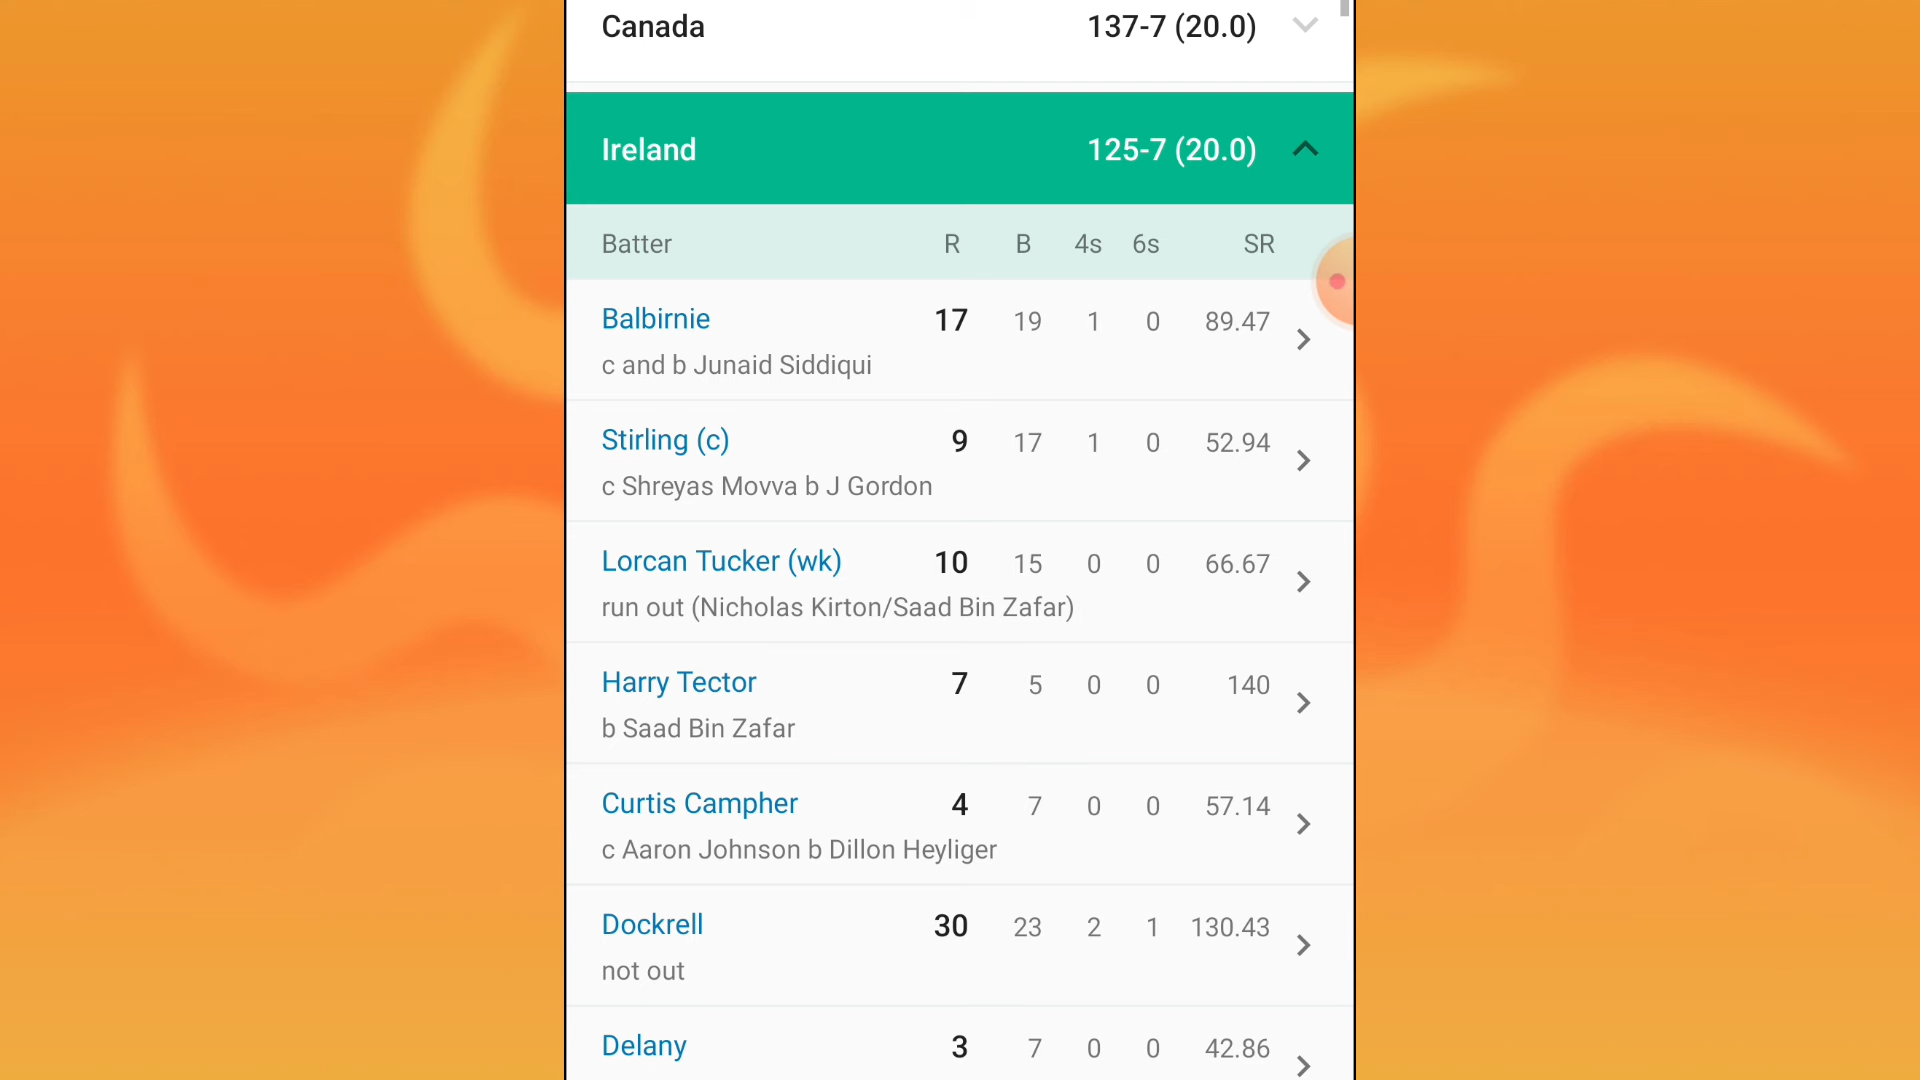 Canada 137-7 (20.0)
Ireland 125-7 (20.0)
Batter R B 4s 6s SR
Balbirnie 17 19 1 0 89.47
c and b Junaid Siddiqui
Stirling (c) 9 17 1 0 52.94
c Shreyas Movva b J Gordon
Lorcan Tucker (wk) 10 15 0 0 66.67
run out (Nicholas Kirton/Saad Bin Zafar)
Harry Tector 7 5 0 0 140
b Saad Bin Zafar
Curtis Campher 4 7 0 0 57.14
c Aaron Johnson b Dillon Heyliger
Dockrell 30 23 2 1 130.43
not out
Delany 3 7 0 0 42.86